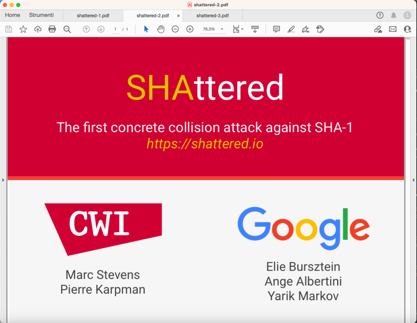 shattered-2.pdf
Home Strumenti shattered-1.pdf shattered-2.pdf × shattered-3.pdf
1 / 1 78,2%
SHAttered
The first concrete collision attack against SHA-1
https://shattered.io
CWI
Marc Stevens
Pierre Karpman
Google
Elie Bursztein
Ange Albertini
Yarik Markov